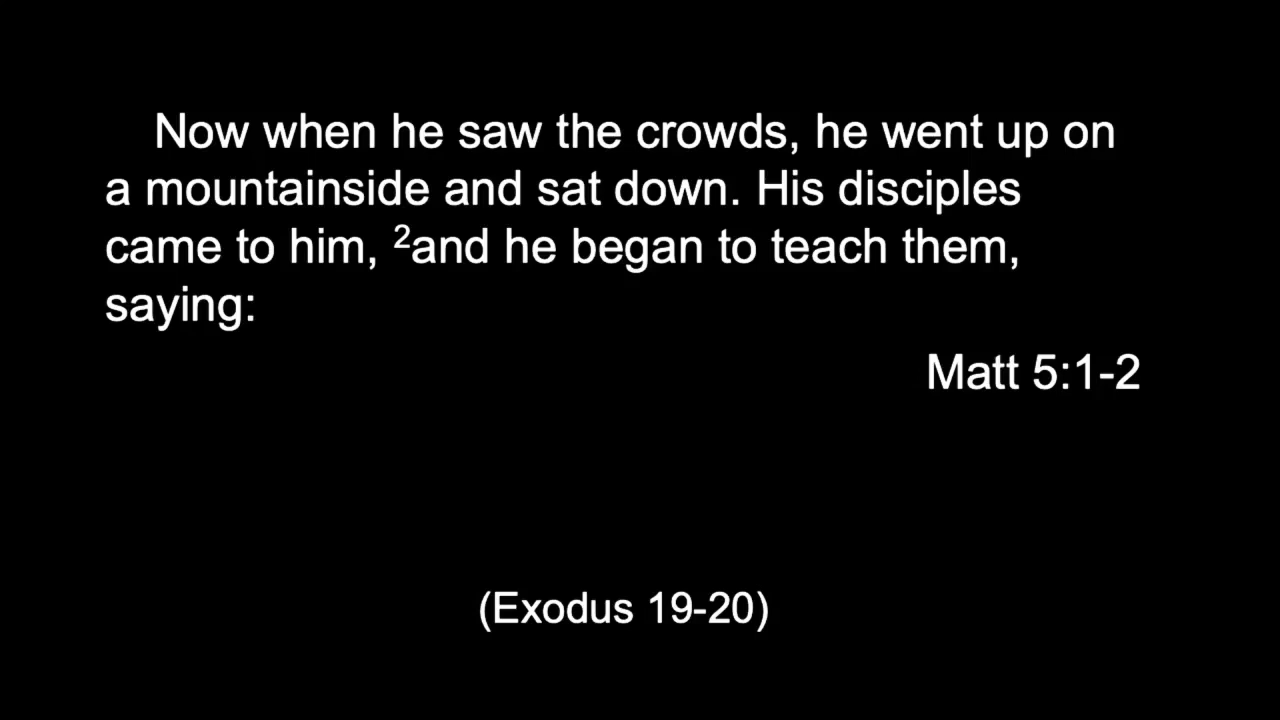 Now when he saw the crowds, he went up on
a mountainside and sat down. His disciples
came to him, ²and he began to teach them,
saying:
Matt 5:1-2
(Exodus 19-20)